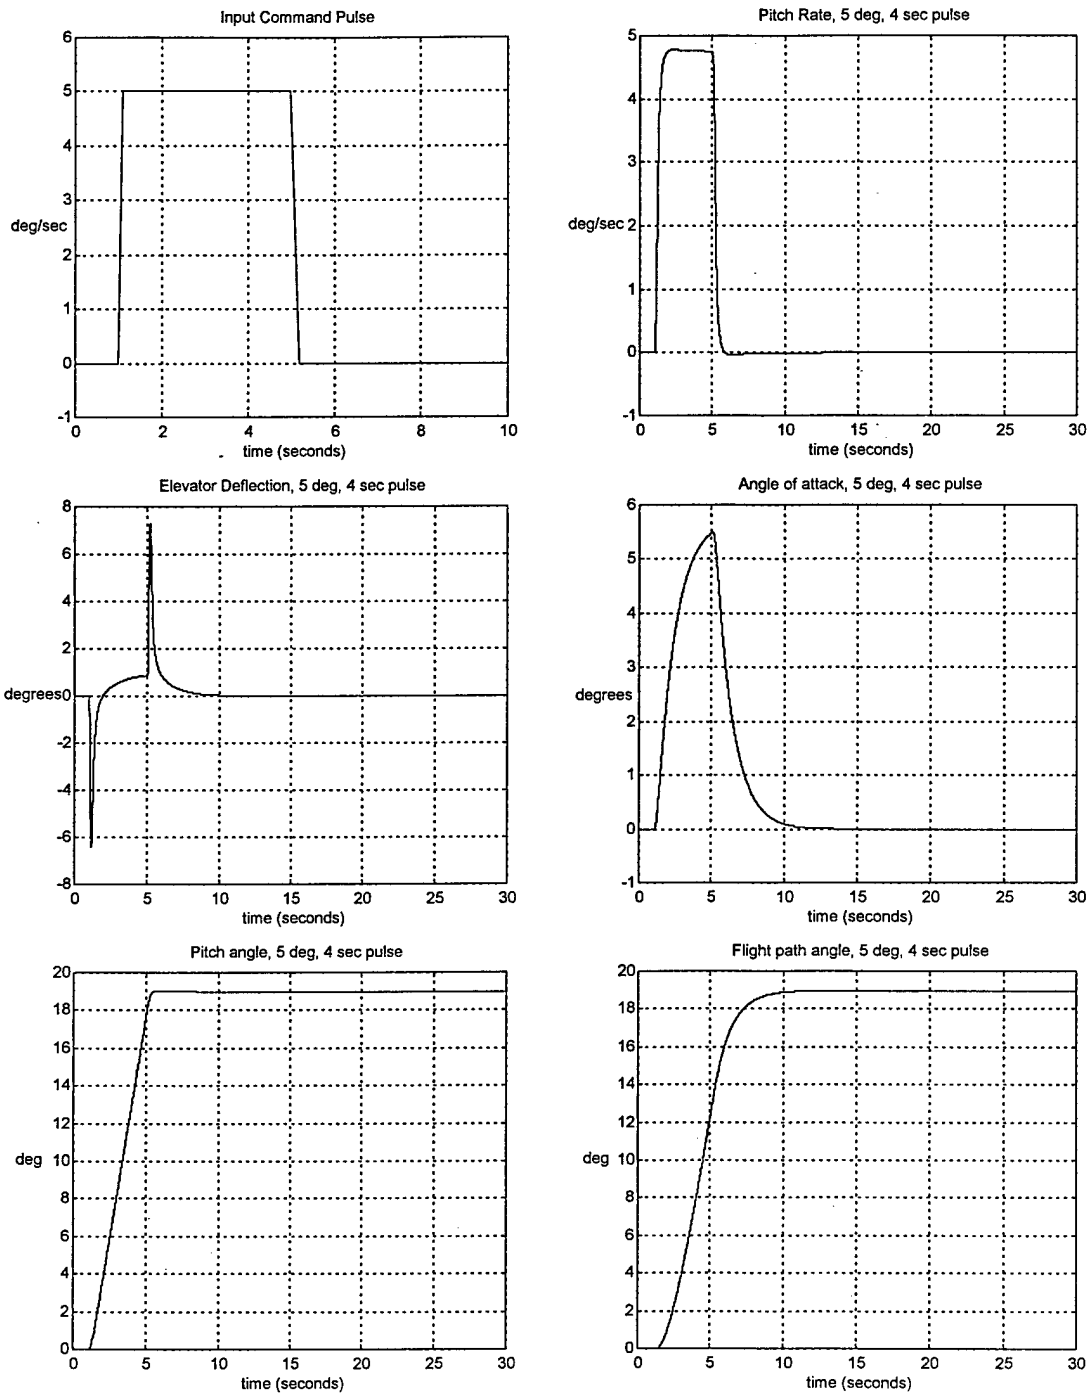 Input Command Pulse
6
5
4
3
deg/sec
2
1
0
-1
0 2 4 6 8 10
time (seconds)
Pitch Rate, 5 deg, 4 sec pulse
5
4
3
deg/sec 2
1
0
-1
0 5 10 15 20 25 30
time (seconds)
Elevator Deflection, 5 deg, 4 sec pulse
8
6
4
2
degrees 0
-2
-4
-6
-8
0 5 10 15 20 25 30
time (seconds)
Angle of attack, 5 deg, 4 sec pulse
6
5
4
3
degrees
2
1
0
-1
0 5 10 15 20 25 30
time (seconds)
Pitch angle, 5 deg, 4 sec pulse
20
18
16
14
12
deg 10
8
6
4
2
0
0 5 10 15 20 25 30
time (seconds)
Flight path angle, 5 deg, 4 sec pulse
20
18
16
14
12
deg 10
8
6
4
2
0
0 5 10 15 20 25 30
time (seconds)